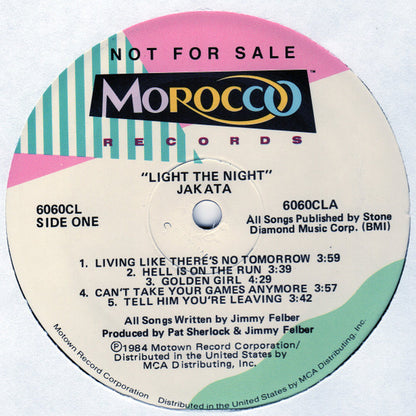 NOT FOR SALE
MOROCCO™
RECORDS
"LIGHT THE NIGHT"
JAKATA
6060CL
SIDE ONE
6060CLA
All Songs Published by Stone
Diamond Music Corp. (BMI)
1. LIVING LIKE THERE'S NO TOMORROW 3:59
2. HELL IS ON THE RUN 3:39
3. GOLDEN GIRL 4:29
4. CAN'T TAKE YOUR GAMES ANYMORE 3:57
5. TELL HIM YOU'RE LEAVING 3:42
All Songs Written by Jimmy Felber
Produced by Pat Sherlock & Jimmy Felber
Ⓟ1984 Motown Record Corporation/
Distributed in the United States by
MCA Distributing, Inc.
Motown Record Corporation/Distributed in the United States by MCA Distributing, Inc.